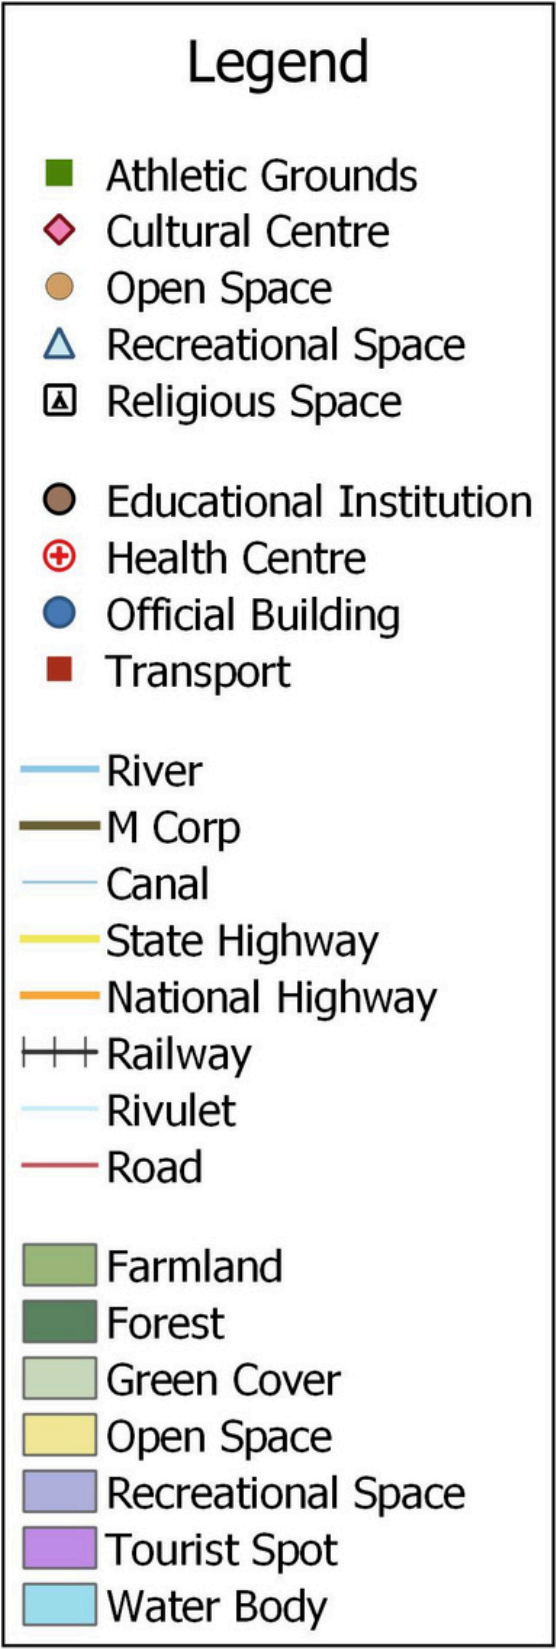 Legend
Athletic Grounds
Cultural Centre
Open Space
Recreational Space
Religious Space
Educational Institution
Health Centre
Official Building
Transport
River
M Corp
Canal
State Highway
National Highway
Railway
Rivulet
Road
Farmland
Forest
Green Cover
Open Space
Recreational Space
Tourist Spot
Water Body